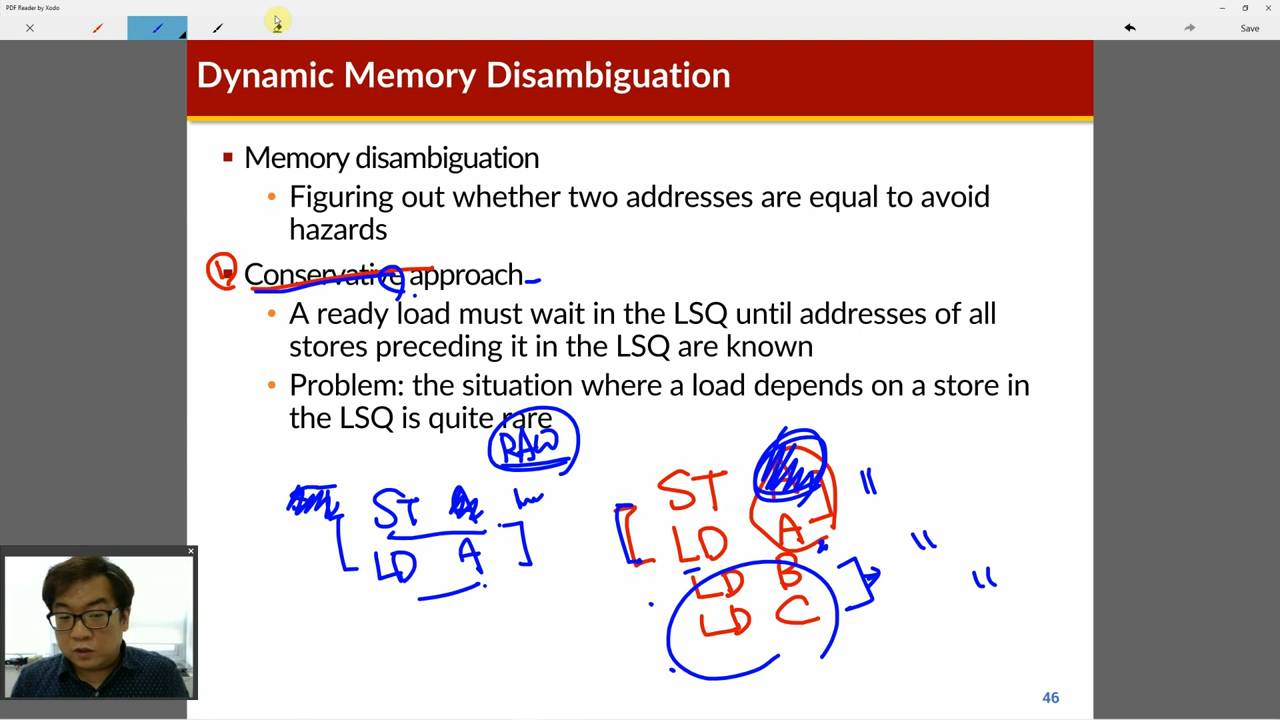 PDF Reader by Xodo
Save
Dynamic Memory Disambiguation
Memory disambiguation
Figuring out whether two addresses are equal to avoid
hazards
Conservative approach
A ready load must wait in the LSQ until addresses of all
stores preceding it in the LSQ are known
Problem: the situation where a load depends on a store in
the LSQ is quite rare
RAW
ST
LD A
ST
LD A
LD B
LD C
46